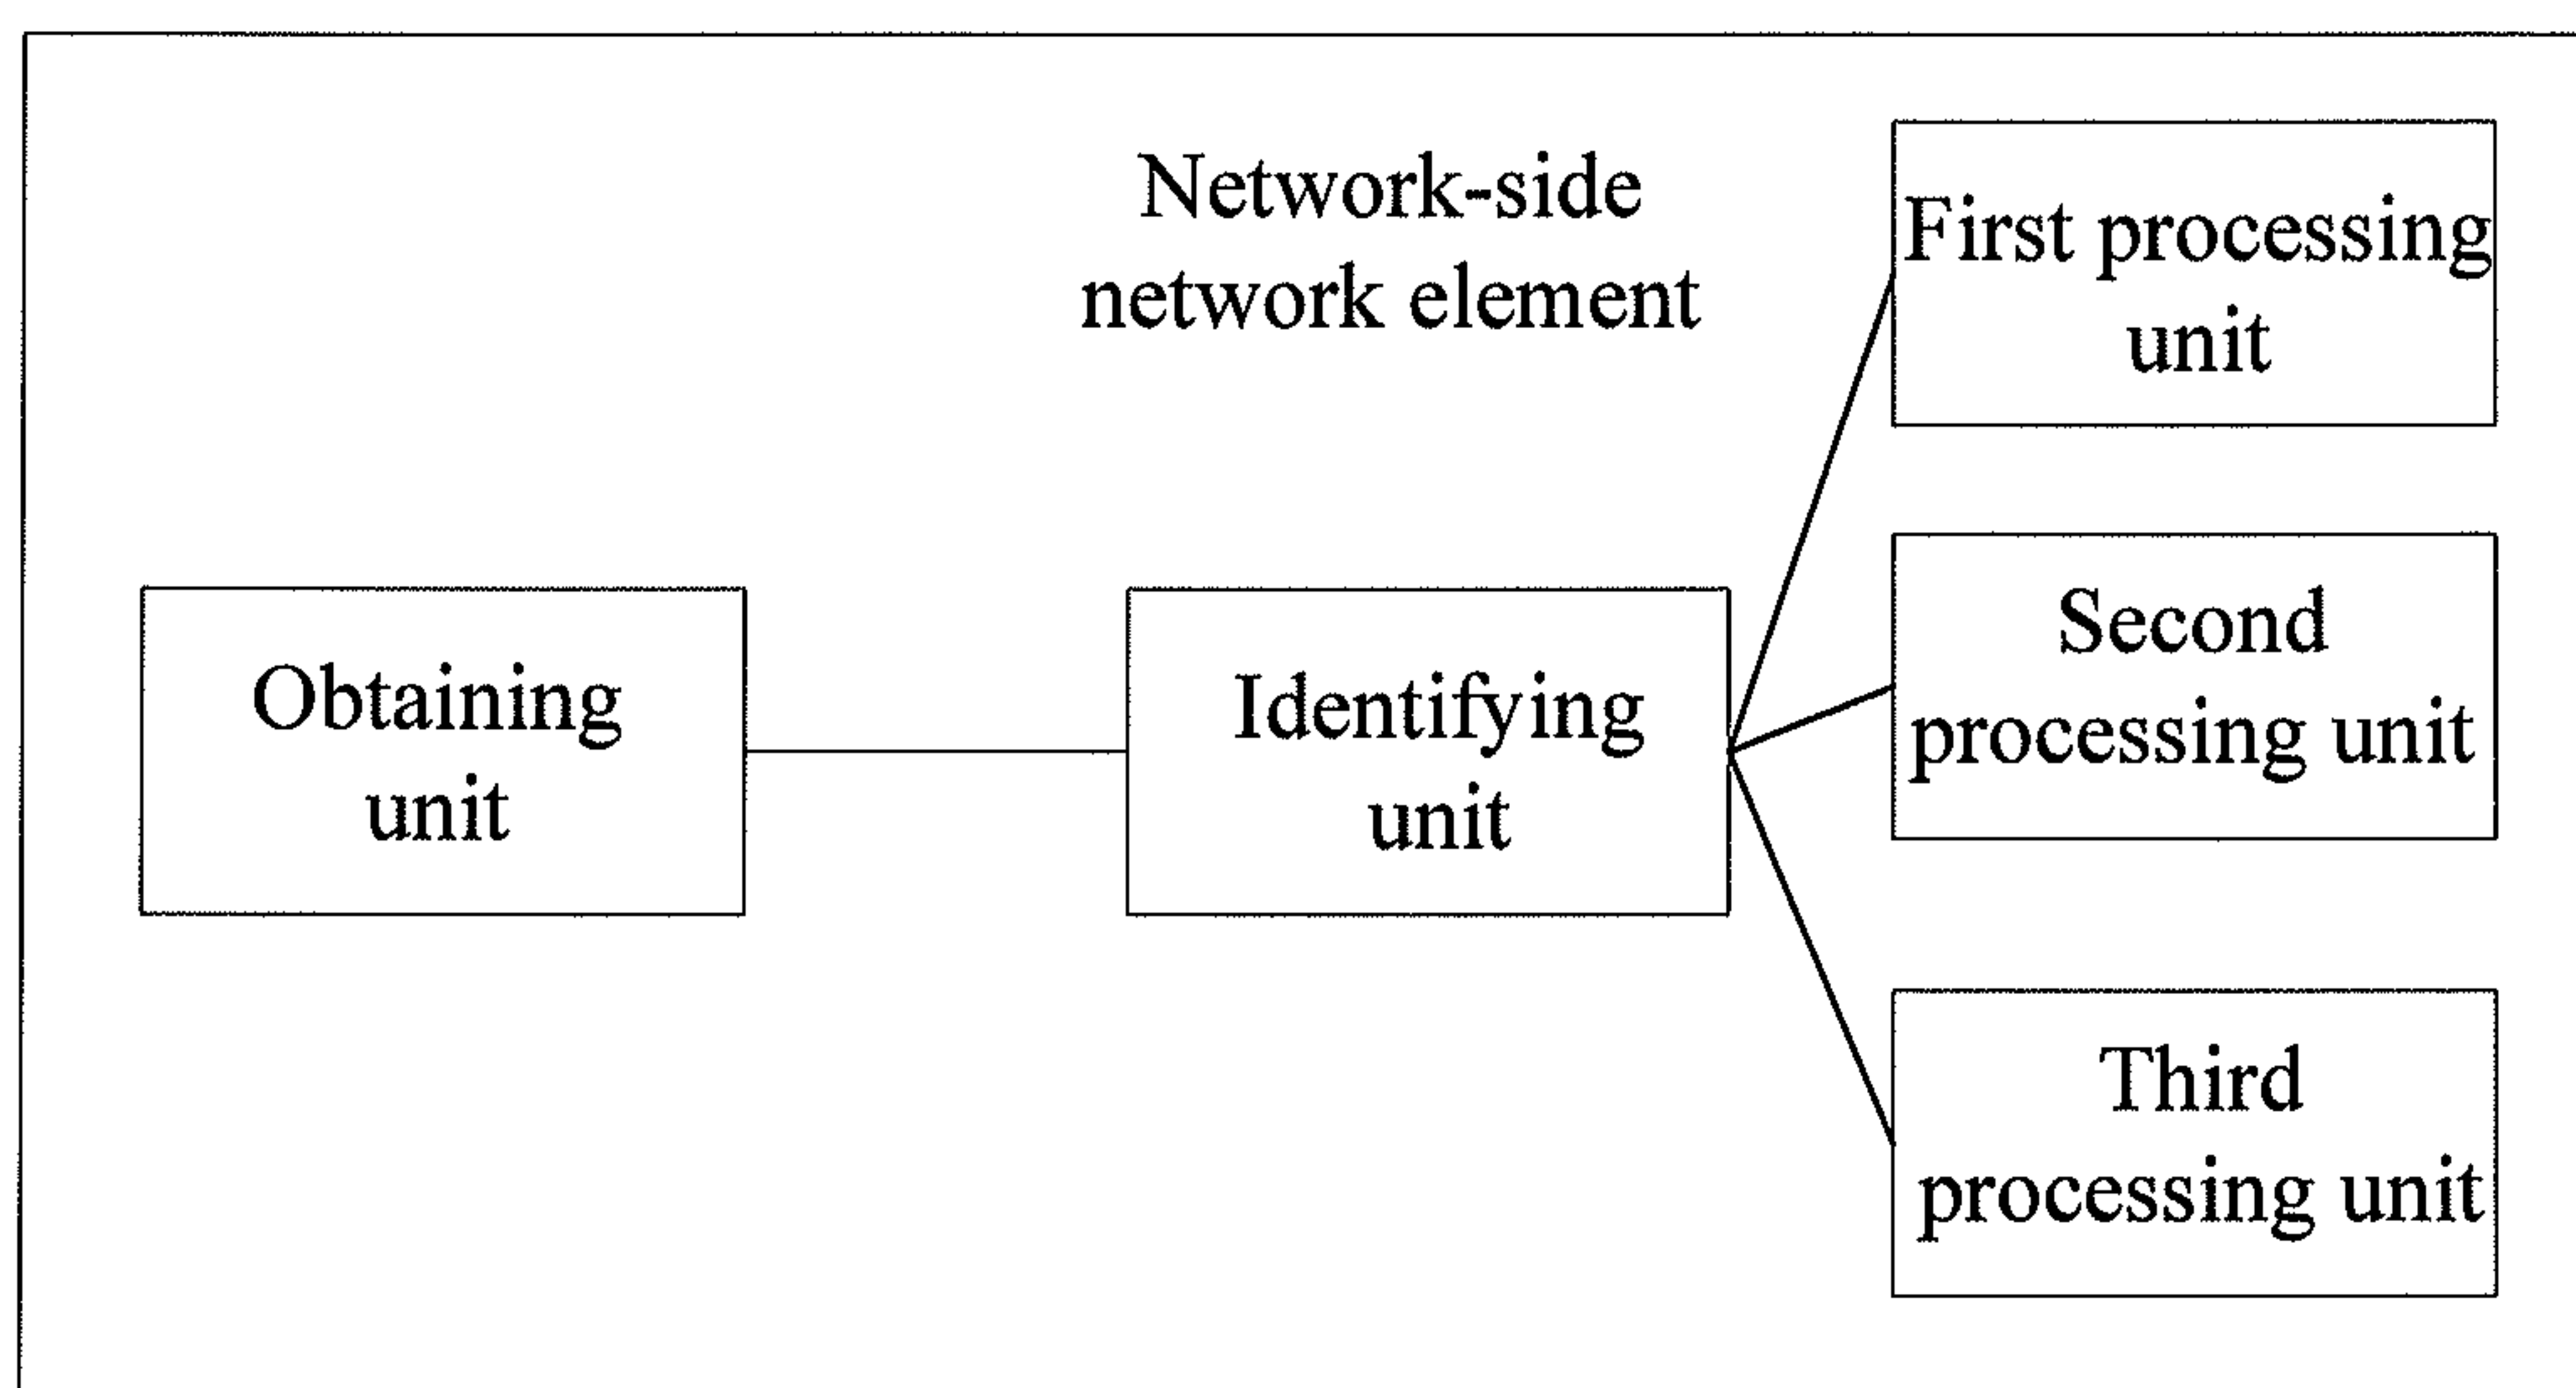 Network-side
network element
First processing
unit
Obtaining
unit
Identifying
unit
Second
processing unit
Third
processing unit